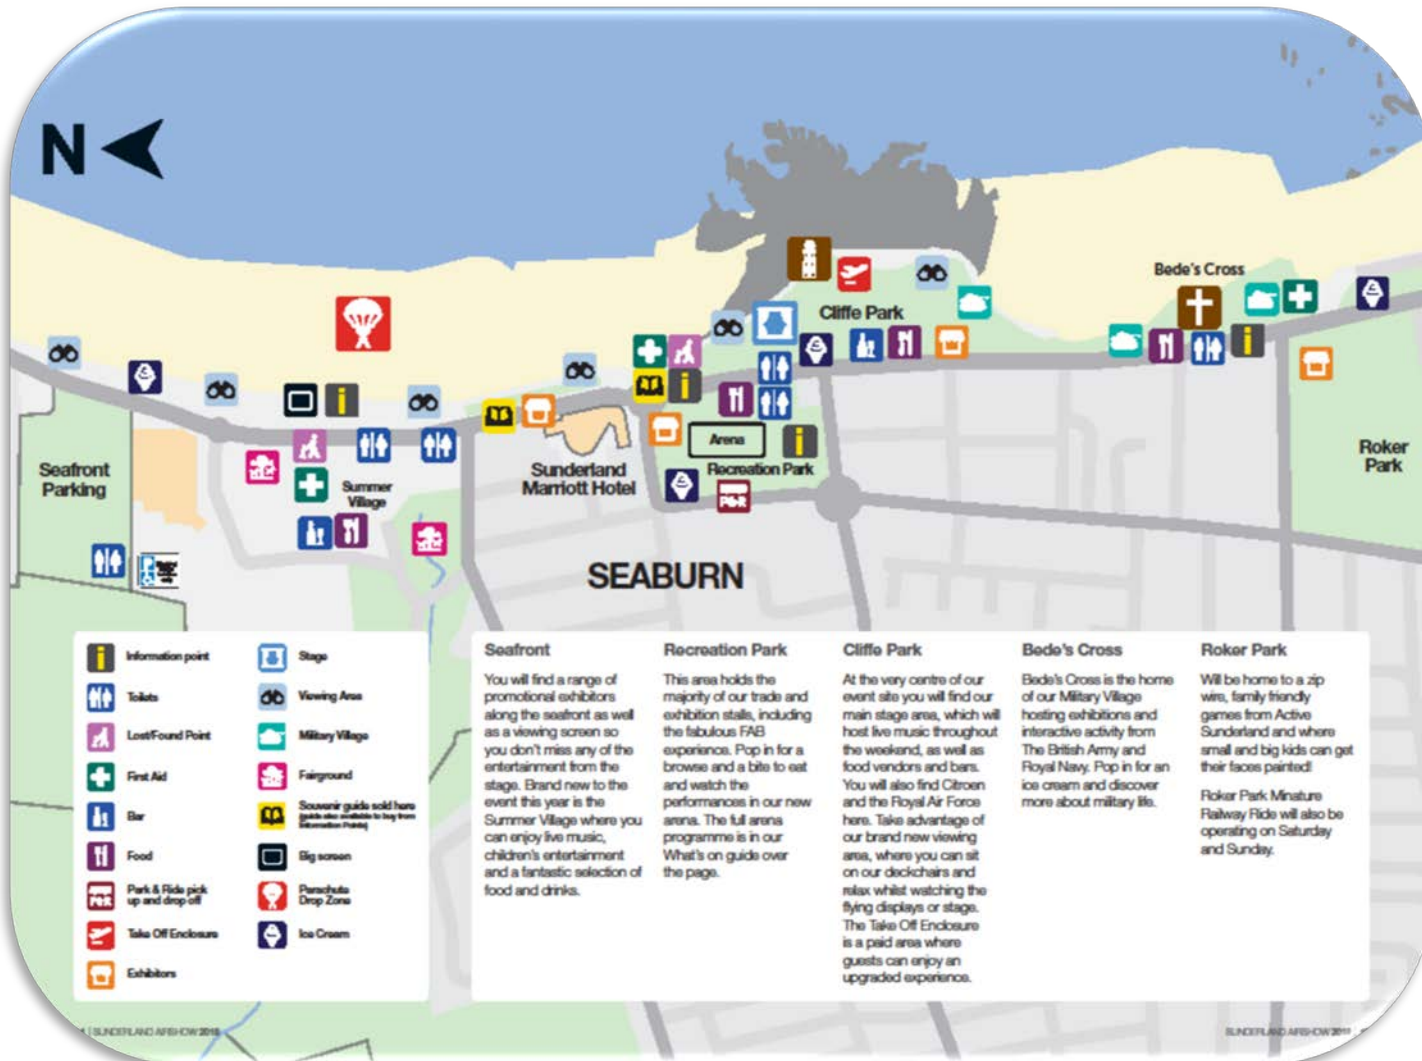 N
Bede's Cross
Cliffe Park
Seafront
Parking
Summer
Village
Sunderland
Marriott Hotel
Arena
Recreation Park
P&R
Roker
Park
SEABURN
Information point
Toilets
Lost/Found Point
First Aid
Bar
Food
Park & Ride pick
up and drop off
Take Off Enclosure
Exhibitors
Stage
Viewing Area
Military Village
Fairground
Souvenir guide sold here
(guide also available to buy from
Information Points)
Big screen
Parachute
Drop Zone
Ice Cream
Seafront
You will find a range of
promotional exhibitors
along the seafront as well
as a viewing screen so
you don't miss any of the
entertainment from the
stage. Brand new to the
event this year is the
Summer Village where you
can enjoy live music,
children's entertainment
and a fantastic selection of
food and drinks.
Recreation Park
This area holds the
majority of our trade and
exhibition stalls, including
the fabulous FAB
experience. Pop in for a
browse and a bite to eat
and watch the
performances in our new
arena. The full arena
programme is in our
What's on guide over
the page.
Cliffe Park
At the very centre of our
event site you will find our
main stage area, which will
host live music throughout
the weekend, as well as
food vendors and bars.
You will also find Citroen
and the Royal Air Force
here. Take advantage of
our brand new viewing
area, where you can sit
on our deckchairs and
relax whilst watching the
flying displays or stage.
The Take Off Enclosure
is a paid area where
guests can enjoy an
upgraded experience.
Bede's Cross
Bede's Cross is the home
of our Military Village
hosting exhibitions and
interactive activity from
The British Army and
Royal Navy. Pop in for an
ice cream and discover
more about military life.
Roker Park
Will be home to a zip
wire, family friendly
games from Active
Sunderland and where
small and big kids can get
their faces painted!
Roker Park Minature
Railway Ride will also be
operating on Saturday
and Sunday.
| SUNDERLAND AIRSHOW
SUNDERLAND AIRSHOW